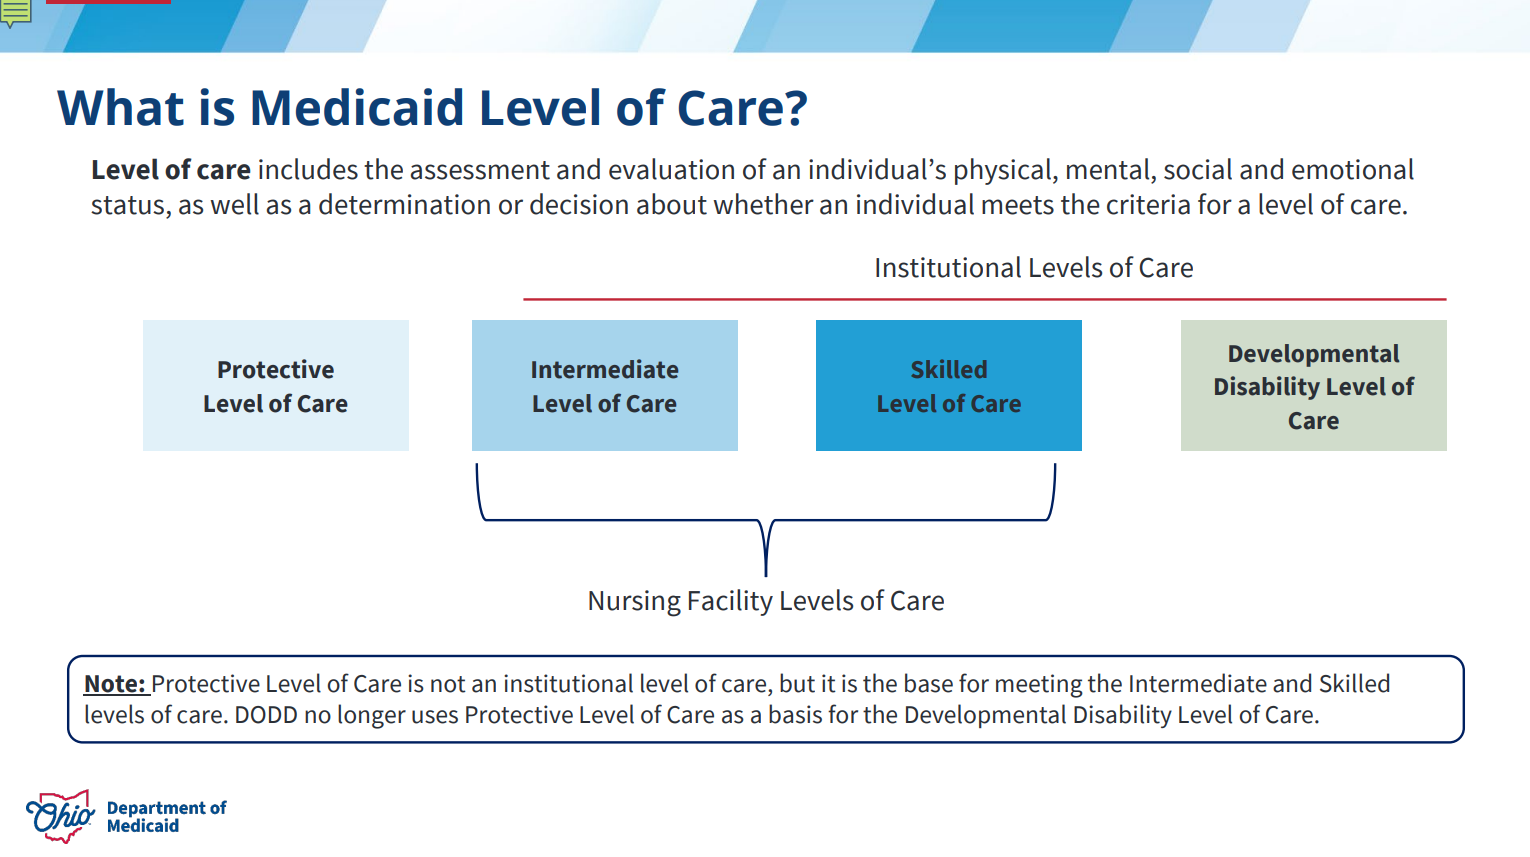 What is Medicaid Level of Care?
Level of care includes the assessment and evaluation of an individual’s physical, mental, social and emotional
status, as well as a determination or decision about whether an individual meets the criteria for a level of care.
Institutional Levels of Care
Protective
Level of Care
Intermediate
Level of Care
Skilled
Level of Care
Developmental
Disability Level of
Care
Nursing Facility Levels of Care
Note: Protective Level of Care is not an institutional level of care, but it is the base for meeting the Intermediate and Skilled
levels of care. DODD no longer uses Protective Level of Care as a basis for the Developmental Disability Level of Care.
Ohio
Department of
Medicaid